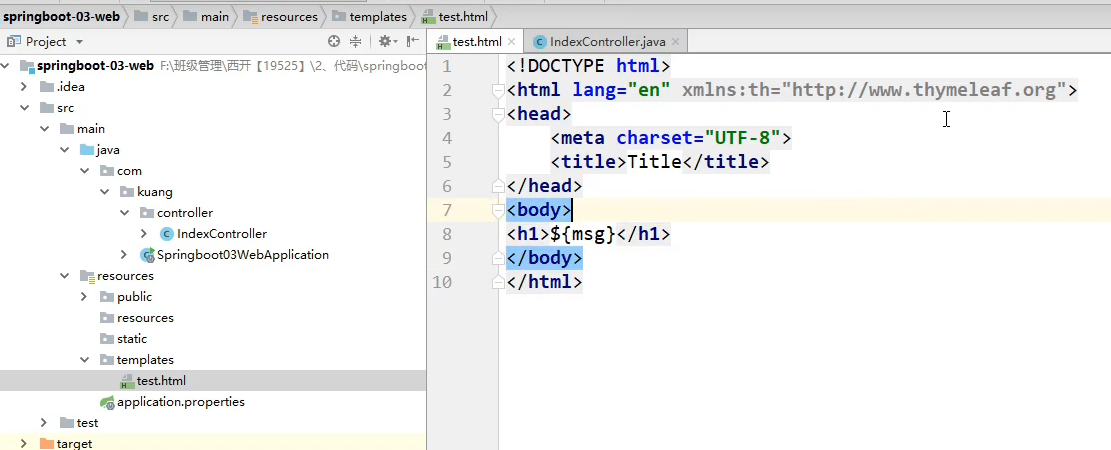 springboot-03-web src main resources templates test.html
Project
springboot-03-web F:\班级管理\西开【19525】\2、代码\springboot
.idea
src
main
java
com
kuang
controller
IndexController
Springboot03WebApplication
resources
public
resources
static
templates
test.html
application.properties
test
target
test.html IndexController.java
1 <!DOCTYPE html>
2 <html lang="en" xmlns:th="http://www.thymeleaf.org">
3 <head>
4 <meta charset="UTF-8">
5 <title>Title</title>
6 </head>
7 <body>
8 <h1>${msg}</h1>
9 </body>
10 </html>